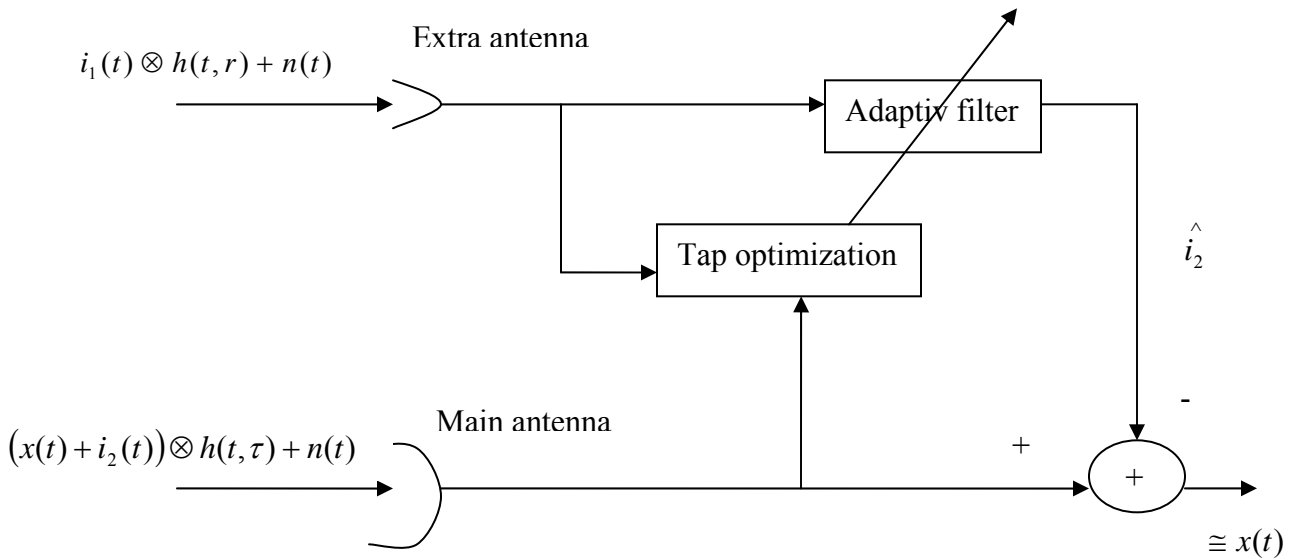 Extra antenna
i₁(t) ⊗ h(t, r) + n(t)
Adaptiv filter
Tap optimization
î₂
Main antenna
-
(x(t) + i₂(t)) ⊗ h(t, τ) + n(t)
+
+
≅ x(t)